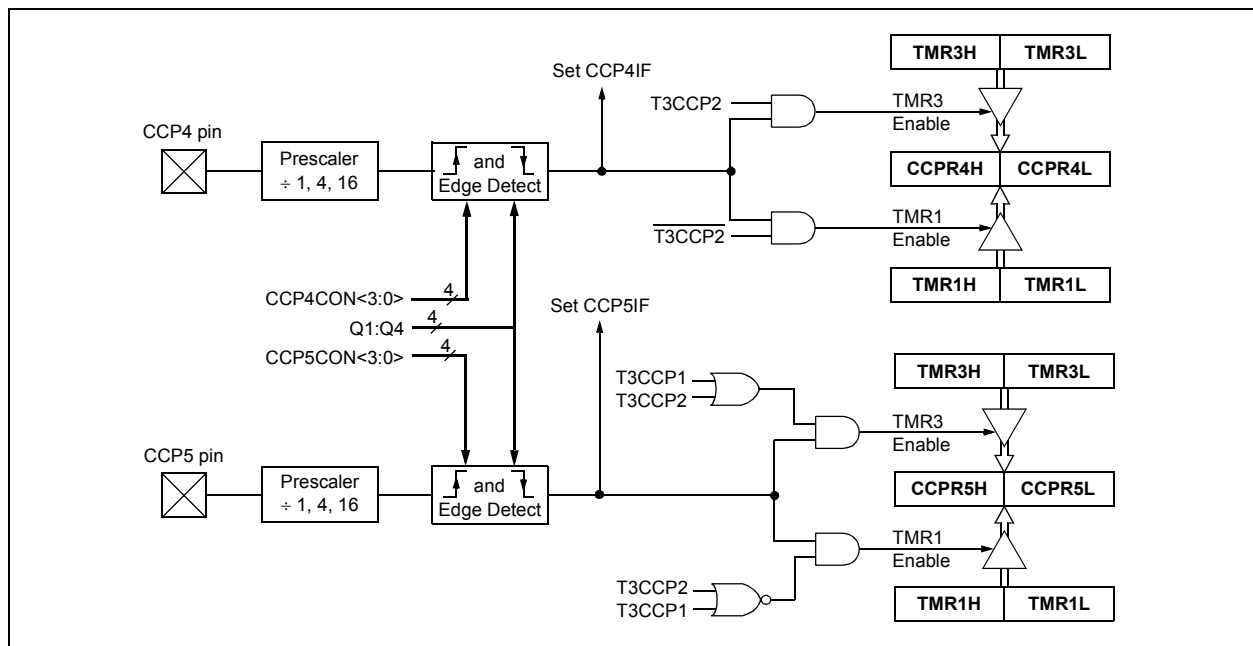 TMR3H TMR3L
Set CCP4IF
T3CCP2
TMR3
Enable
CCP4 pin
Prescaler
÷ 1, 4, 16
and
Edge Detect
CCPR4H CCPR4L
T3CCP2
TMR1
Enable
TMR1H TMR1L
CCP4CON<3:0> 4
Q1:Q4 4
CCP5CON<3:0> 4
Set CCP5IF
TMR3H TMR3L
T3CCP1
T3CCP2
TMR3
Enable
CCP5 pin
Prescaler
÷ 1, 4, 16
and
Edge Detect
CCPR5H CCPR5L
TMR1
Enable
T3CCP2
T3CCP1
TMR1H TMR1L